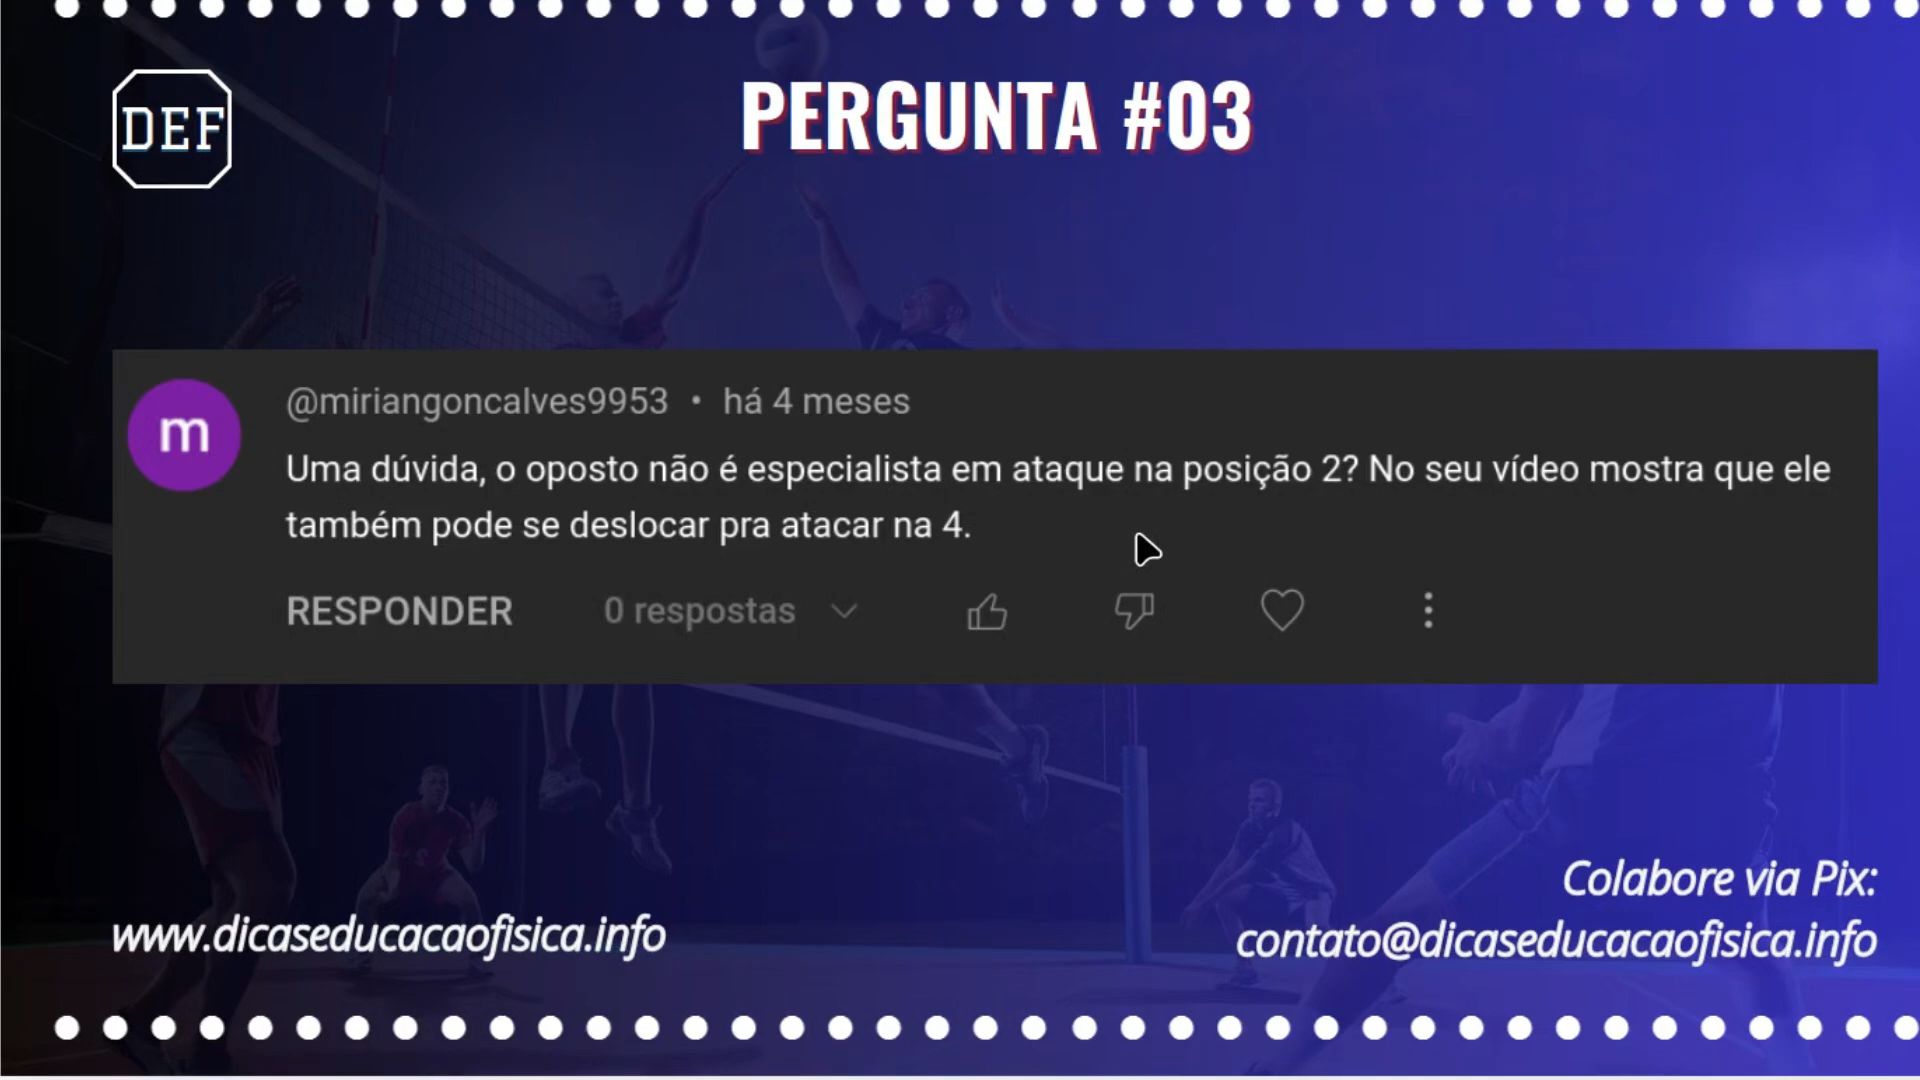 DEF
PERGUNTA #03
m
@miriangoncalves9953 • há 4 meses
Uma dúvida, o oposto não é especialista em ataque na posição 2? No seu vídeo mostra que ele
também pode se deslocar pra atacar na 4.
RESPONDER 0 respostas
Colabore via Pix:
www.dicaseducacaofisica.info
contato@dicaseducacaofisica.info